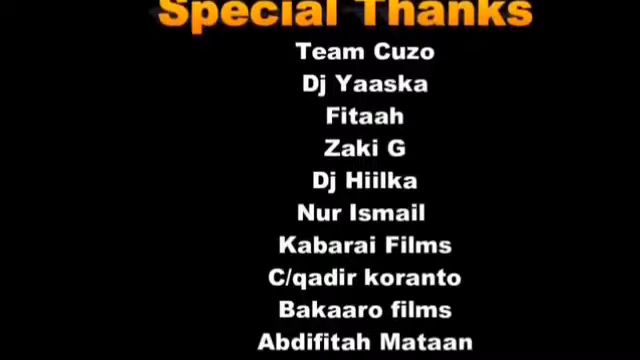 Special Thanks
Team Cuzo
Dj Yaaska
Fitaah
Zaki G
Dj Hiilka
Nur Ismail
Kabarai Films
C/qadir koranto
Bakaaro films
Abdifitah Mataan